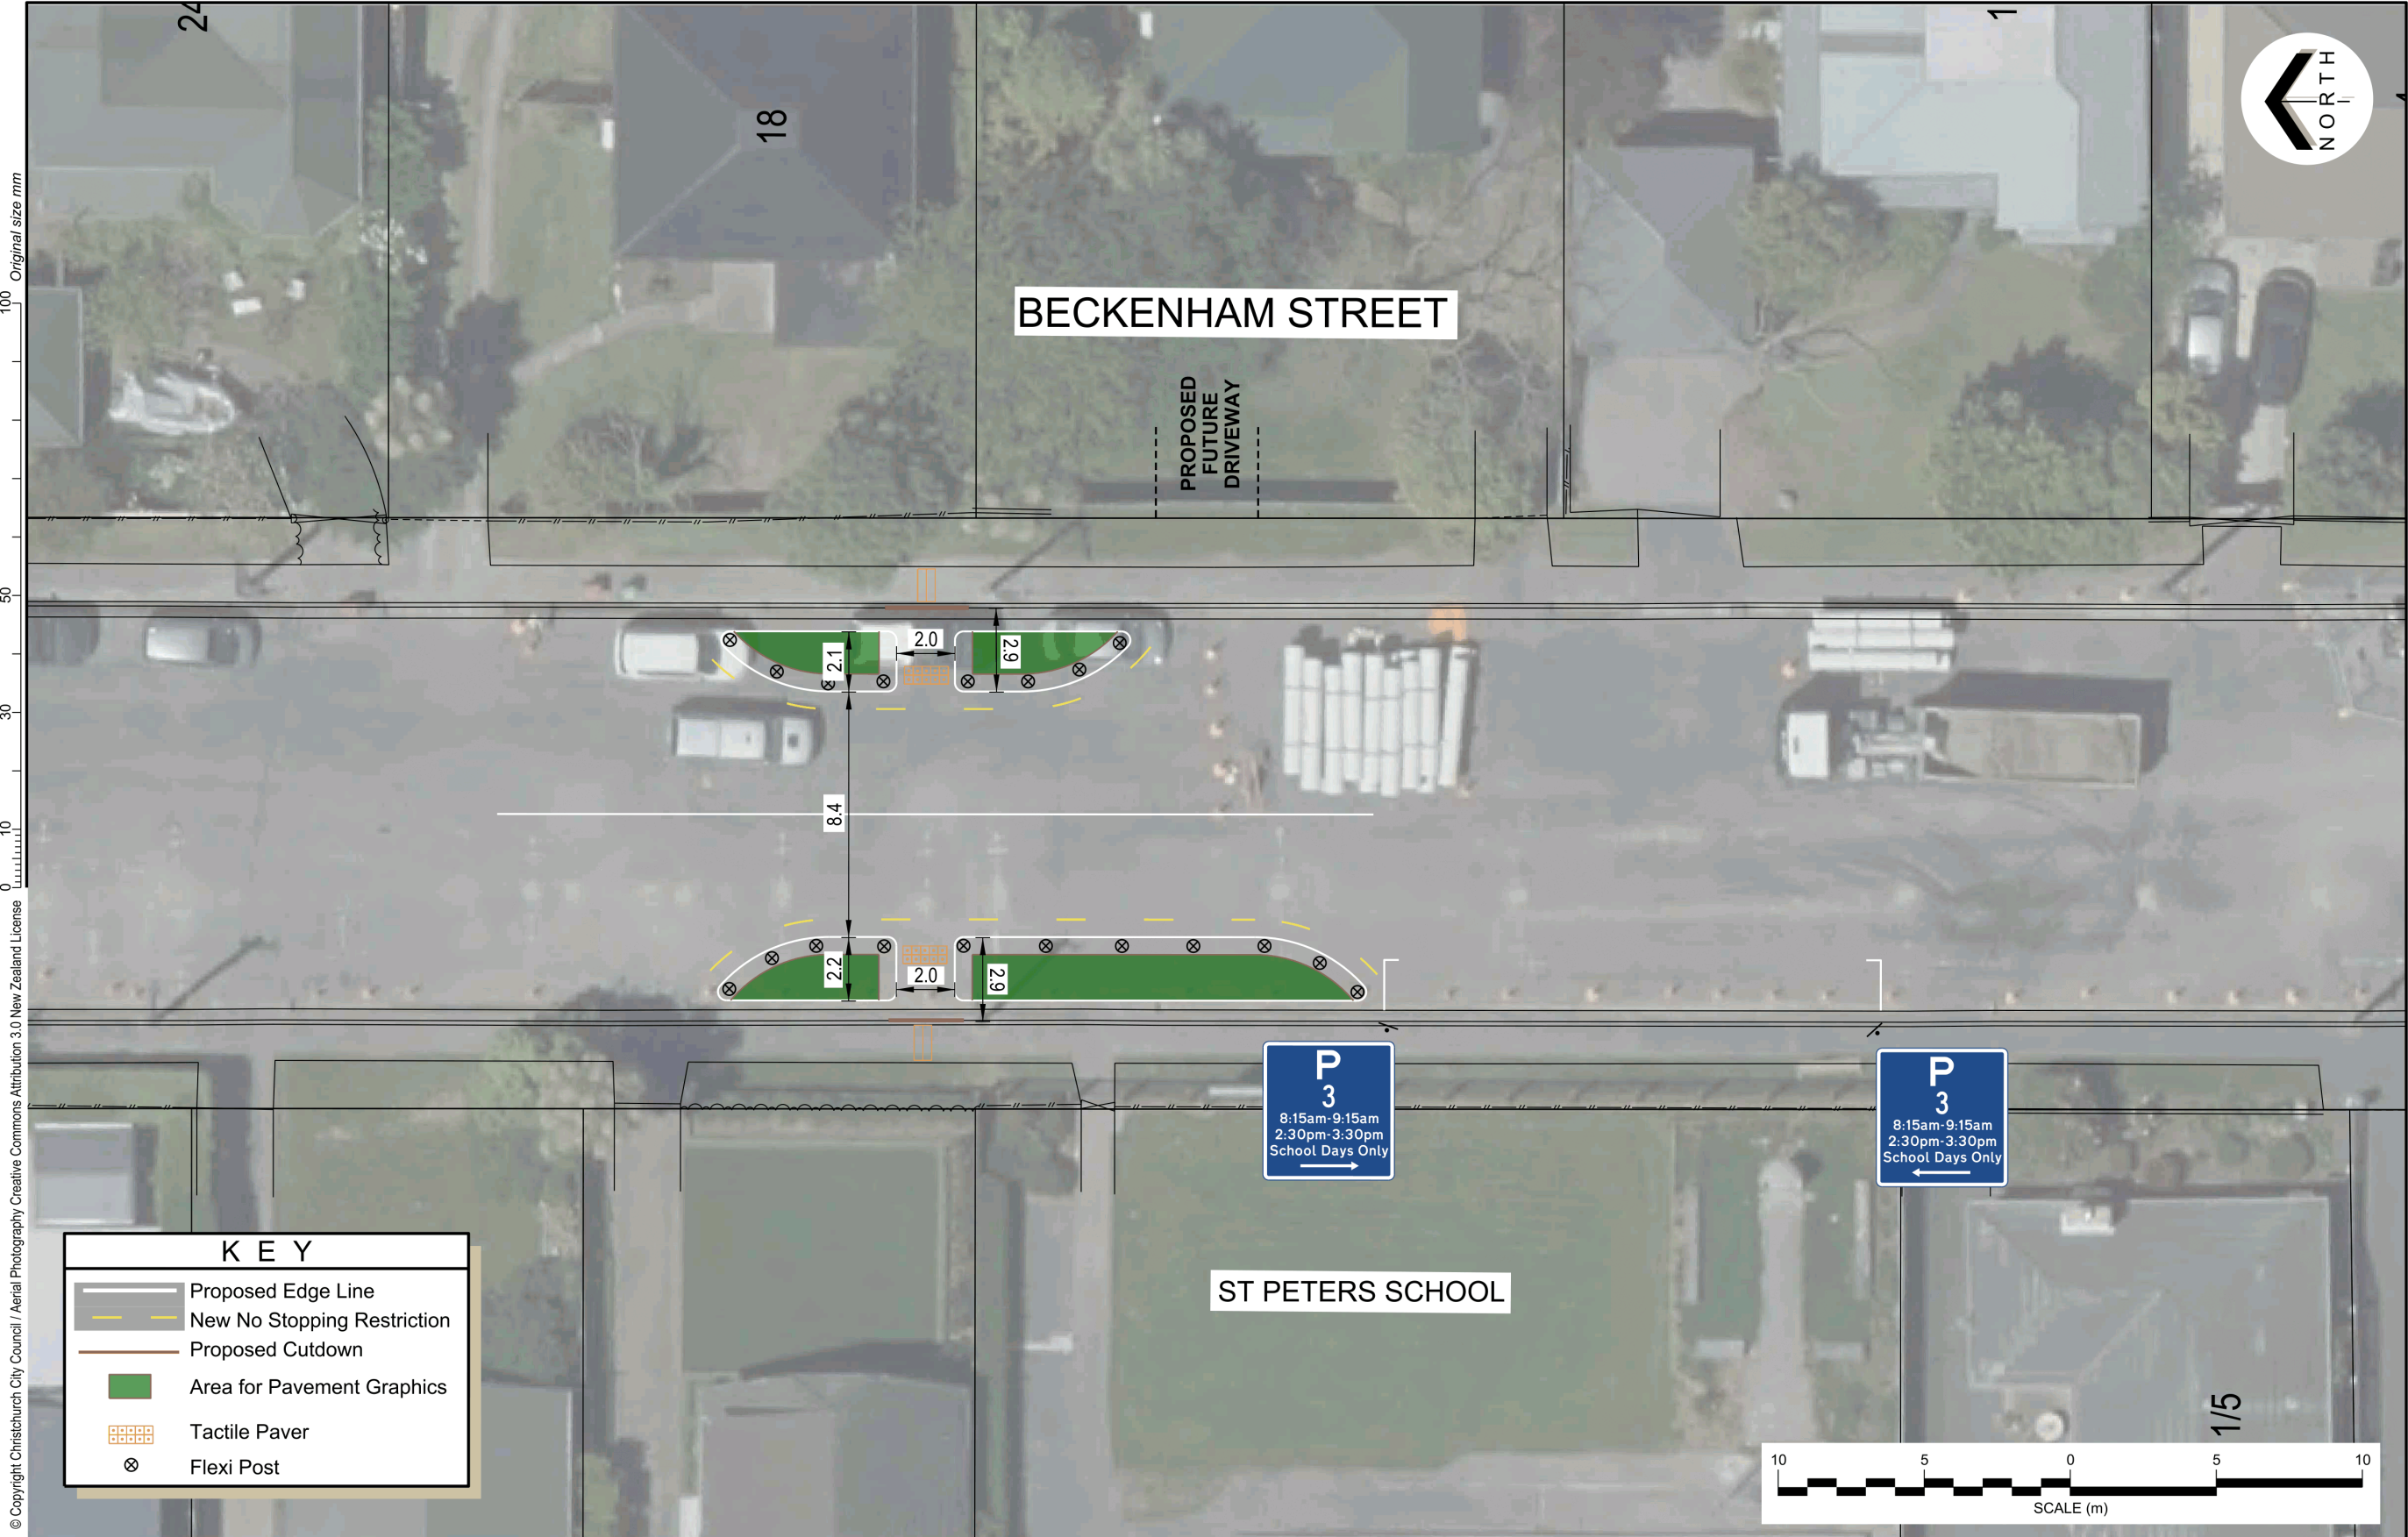 24
18
1
NORTH
Original size mm
100
50
30
10
0
© Copyright Christchurch City Council / Aerial Photography Creative Commons Attribution 3.0 New Zealand License
BECKENHAM STREET
PROPOSED
FUTURE
DRIVEWAY
2.1
2.0
2.9
8.4
2.2
2.0
2.9
P
3
8:15am-9:15am
2:30pm-3:30pm
School Days Only
P
3
8:15am-9:15am
2:30pm-3:30pm
School Days Only
ST PETERS SCHOOL
1/5
KEY
Proposed Edge Line
New No Stopping Restriction
Proposed Cutdown
Area for Pavement Graphics
Tactile Paver
Flexi Post
10 5 0 5 10
SCALE (m)